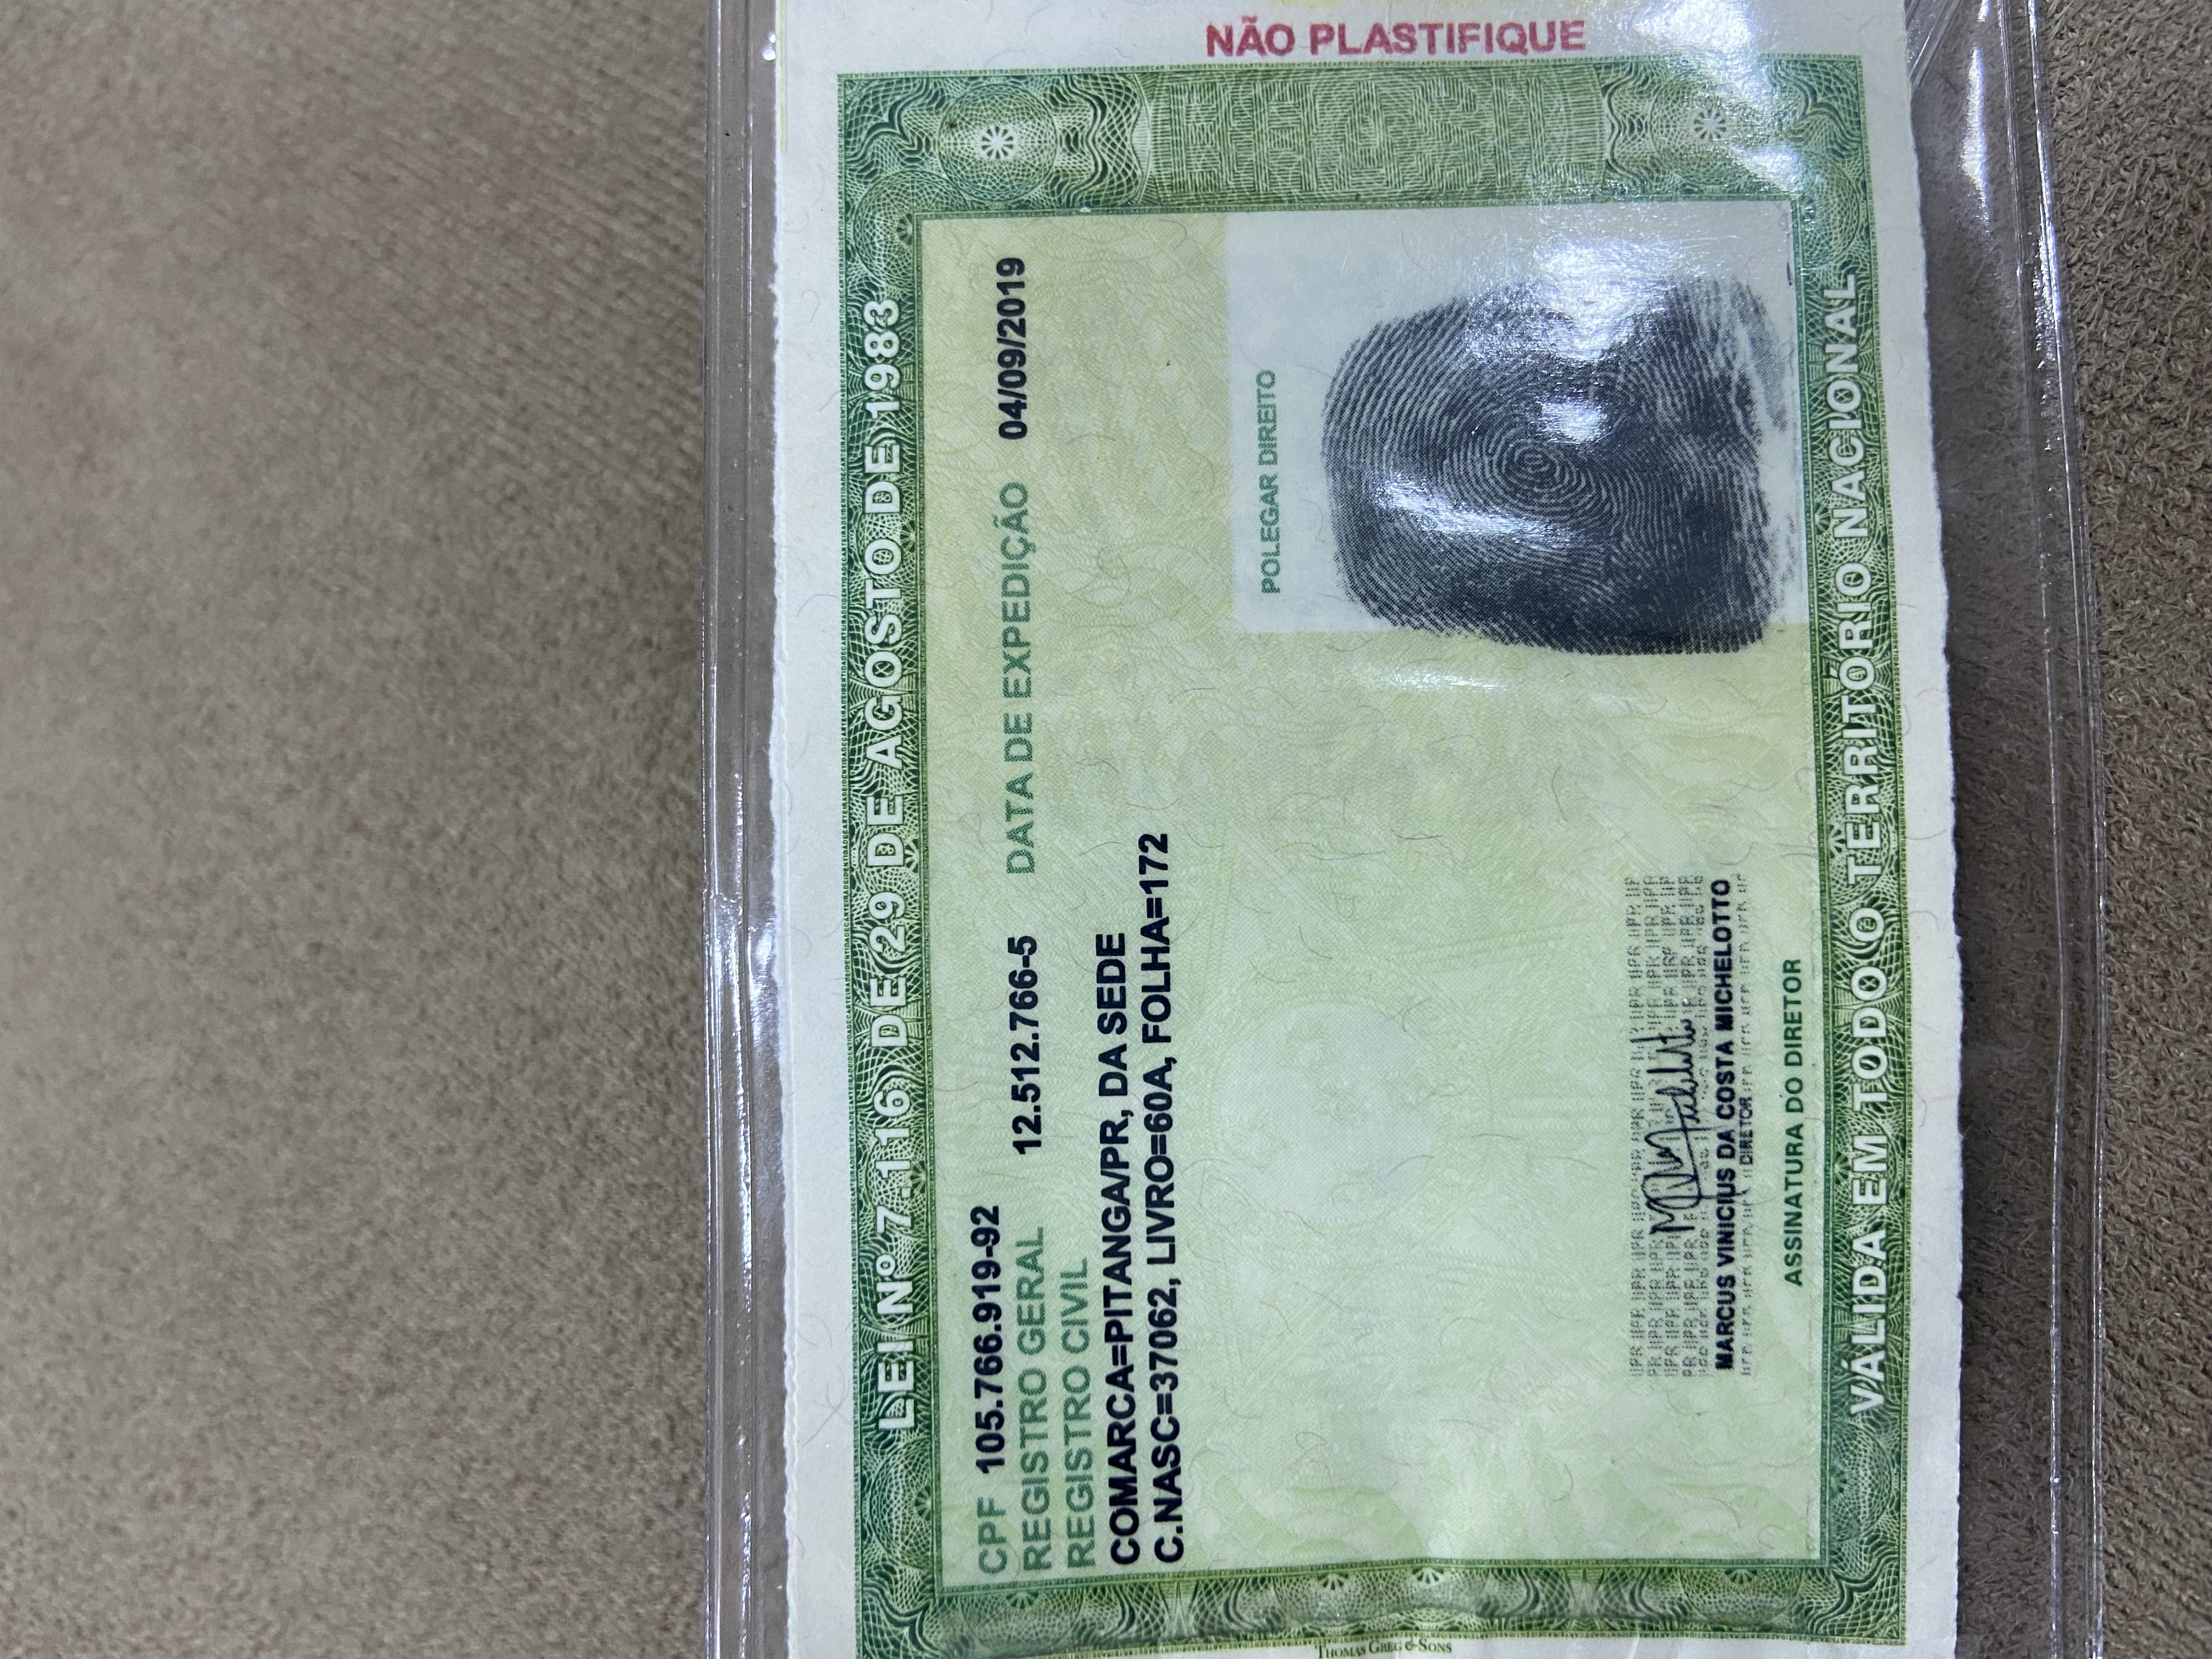 LEI Nº 7.116 DE 29 DE AGOSTO DE 1983
CPF 105.766.919-92
REGISTRO GERAL 12.512.766-5 DATA DE EXPEDIÇÃO 04/09/2019
REGISTRO CIVIL
COMARCA=PITANGA/PR, DA SEDE
C.NASC=37062, LIVRO=60A, FOLHA=172
POLEGAR DIREITO
MARCUS VINICIUS DA COSTA MICHELOTTO
DIRETOR
ASSINATURA DO DIRETOR
VÁLIDA EM TODO O TERRITÓRIO NACIONAL
NÃO PLASTIFIQUE